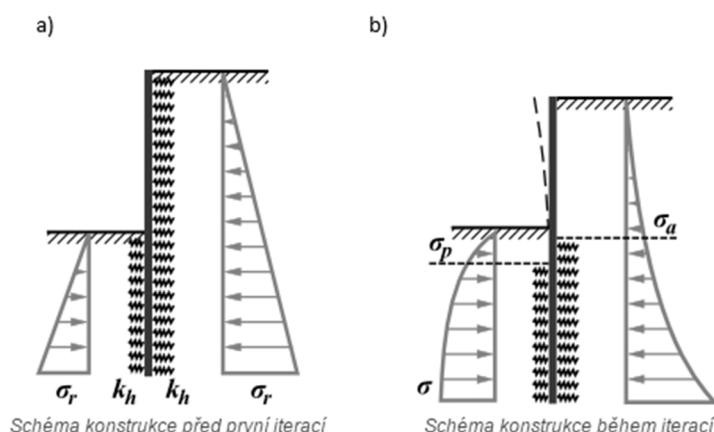 a)
b)
σa
σp
σ
σr kh kh σr
Schéma konstrukce před první iterací
Schéma konstrukce během iterací